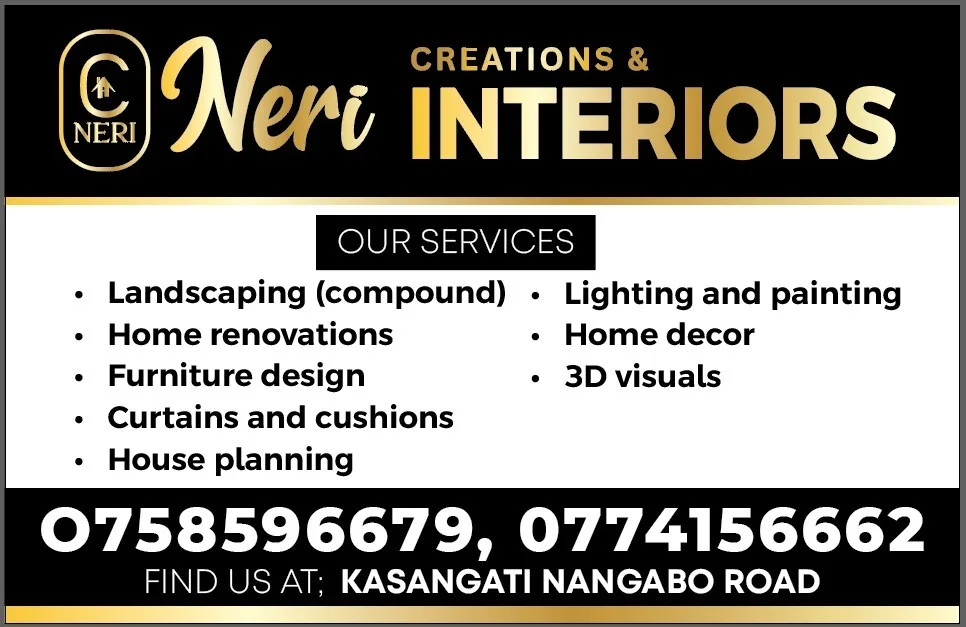 C
NERI
Neri
CREATIONS &
INTERIORS
OUR SERVICES
• Landscaping (compound)
• Home renovations
• Furniture design
• Curtains and cushions
• House planning
• Lighting and painting
• Home decor
• 3D visuals
O758596679, 0774156662
FIND US AT; KASANGATI NANGABO ROAD